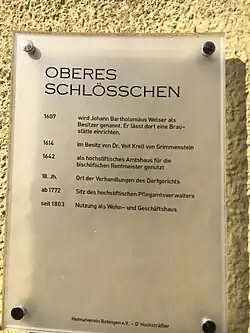 OBERES
SCHLÖSSCHEN
1607 wird Johann Bartholomäus Welser als
Besitzer genannt. Er lässt dort eine Brau-
stätte einrichten.
1614 im Besitz von Dr. Veit Krell von Grimmenstein
1642 als hochstiftisches Amtshaus für die
bischöflichen Rentmeister genutzt
18. Jh. Ort der Verhandlungen des Dorfgerichts
ab 1772 Sitz des hochstiftischen Pflegamtsverwalters
seit 1803 Nutzung als Wohn- und Geschäftshaus
Heimatverein Bobingen e.V. – D'Hochsträßler